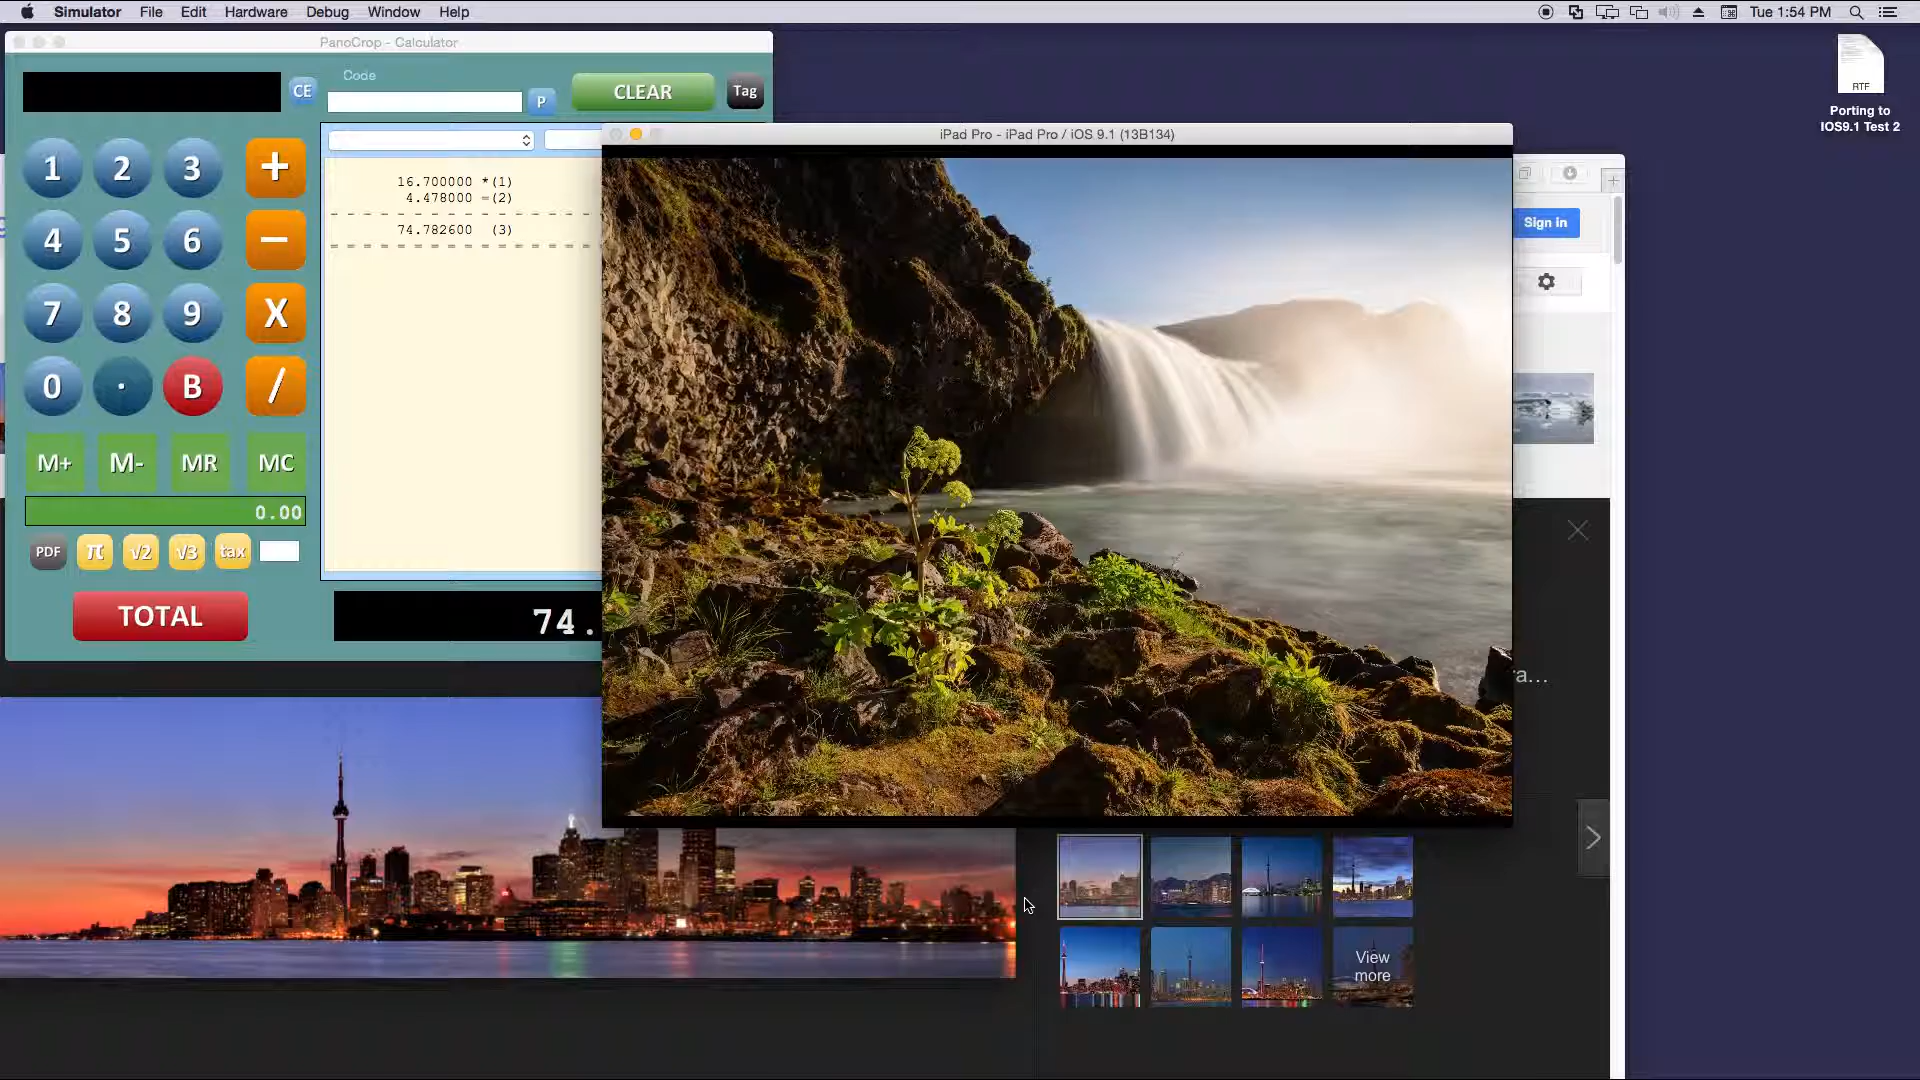 Simulator File Edit Hardware Debug Window Help Tue 1:54 PM
PanoCrop - Calculator
RTF
Porting to
IOS9.1 Test 2
CE
Code
P
CLEAR
Tag
1 2 3 +
4 5 6 −
7 8 9 X
0 . B /
M+ M- MR MC
0.00
PDF π √2 √3 tax
TOTAL
16.700000 *(1)
4.478000 =(2)
74.782600 (3)
74.
iPad Pro - iPad Pro / iOS 9.1 (13B134)
Sign in
ra...
View
more